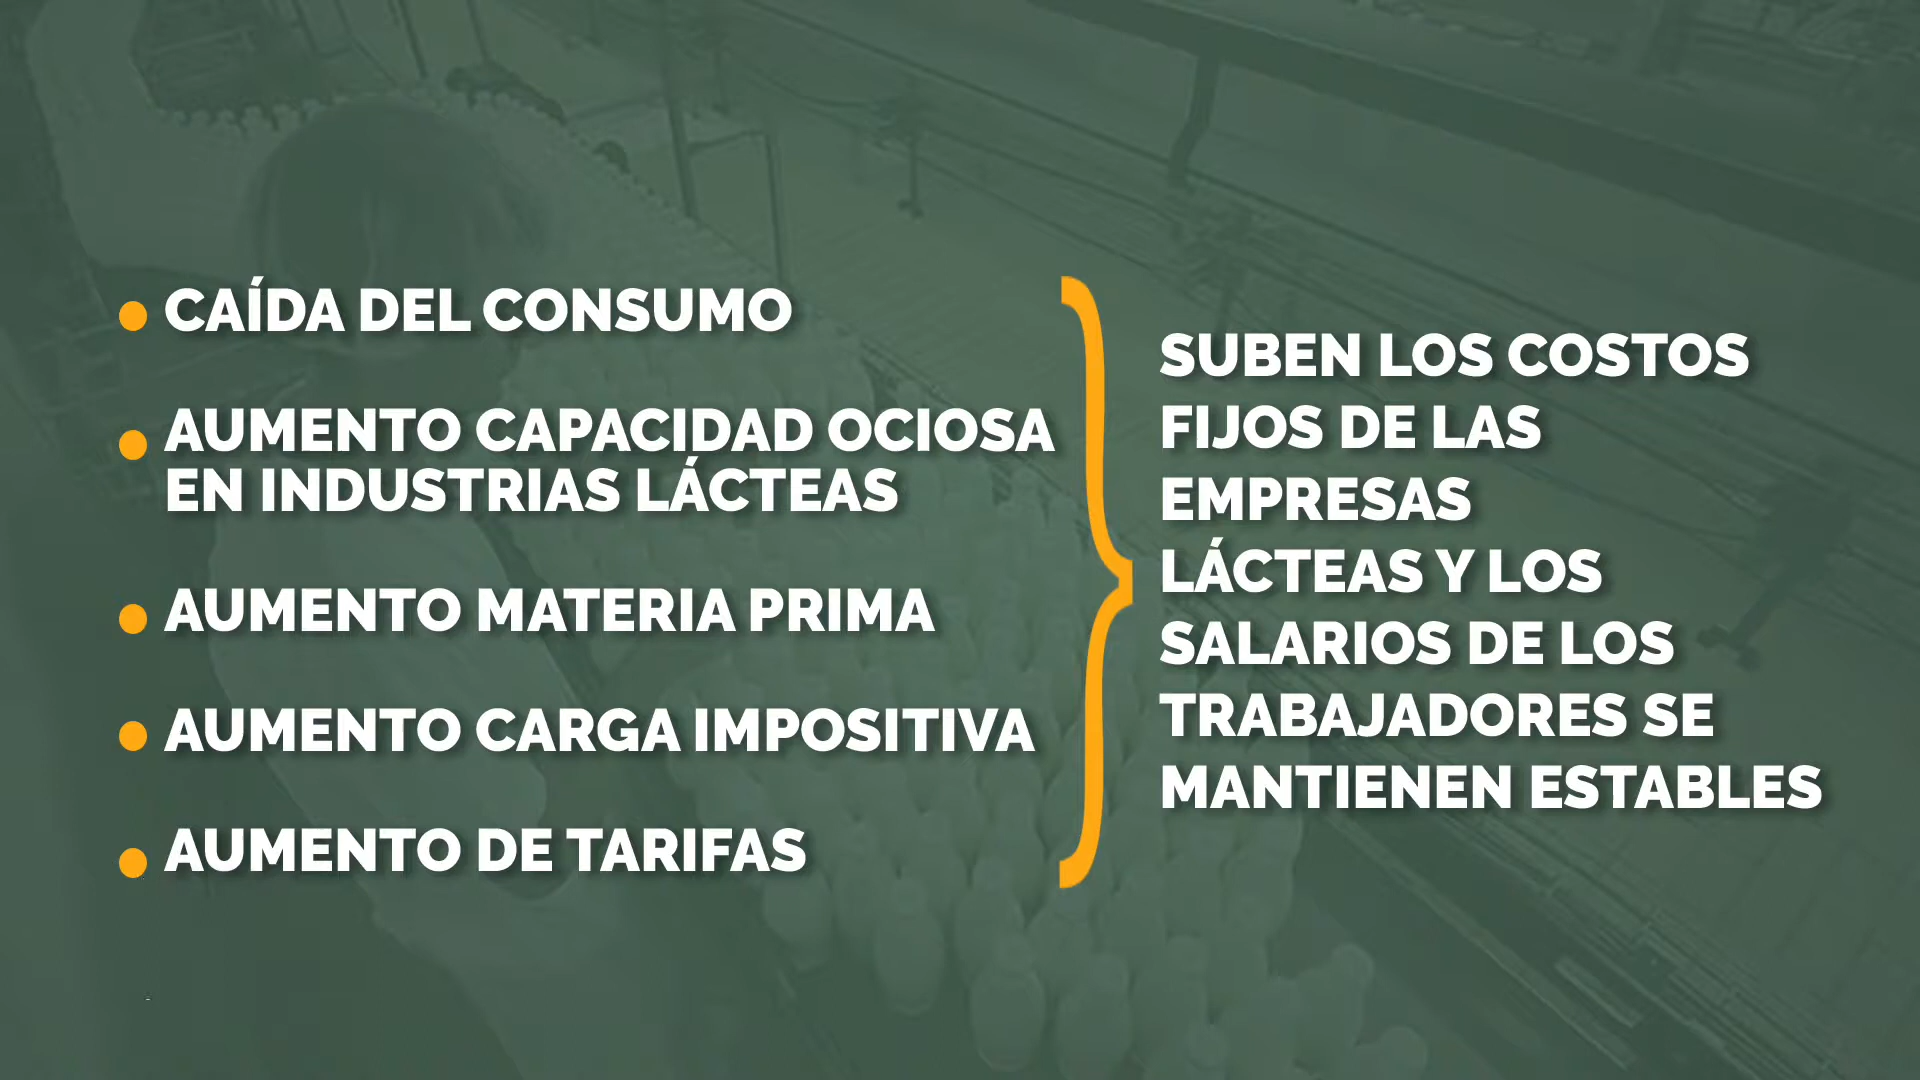 CAÍDA DEL CONSUMO
AUMENTO CAPACIDAD OCIOSA
EN INDUSTRIAS LÁCTEAS
AUMENTO MATERIA PRIMA
AUMENTO CARGA IMPOSITIVA
AUMENTO DE TARIFAS
SUBEN LOS COSTOS
FIJOS DE LAS
EMPRESAS
LÁCTEAS Y LOS
SALARIOS DE LOS
TRABAJADORES SE
MANTIENEN ESTABLES